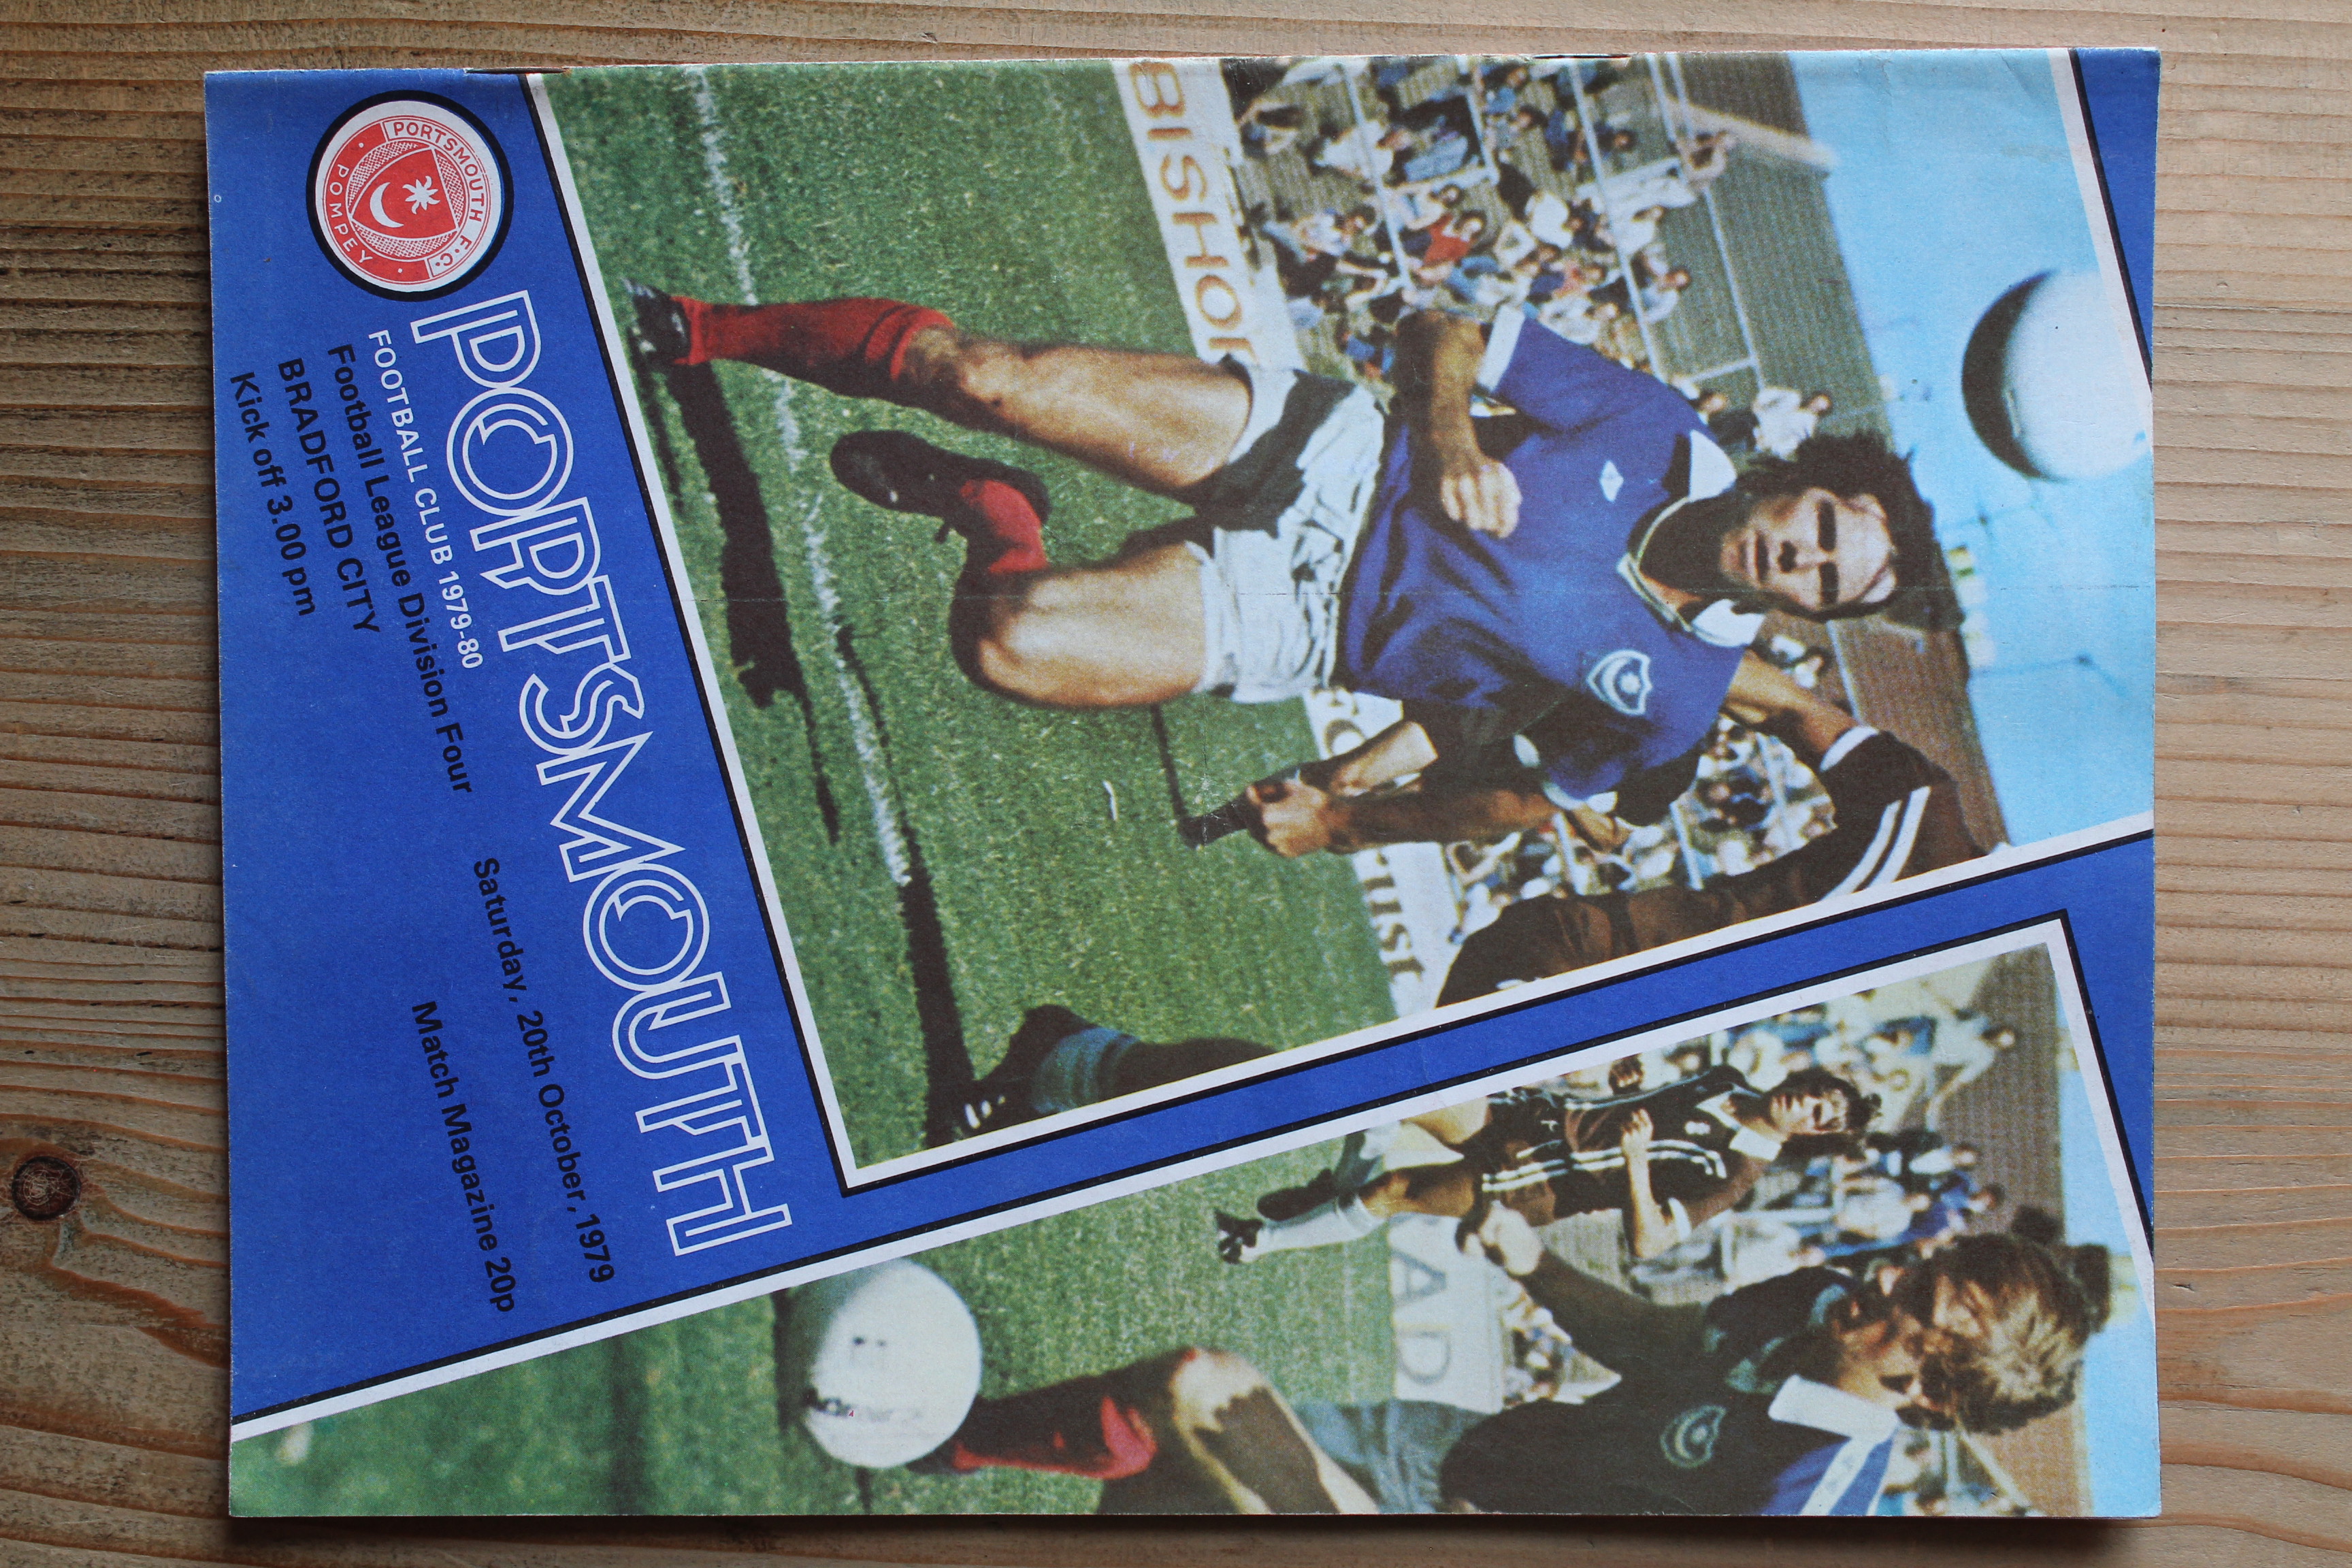 PORTSMOUTH F.C.
POMPEY
PORTSMOUTH
FOOTBALL CLUB 1979-80
Football League Division Four
BRADFORD CITY
Kick off 3.00 pm
Saturday, 20th October, 1979
Match Magazine 20p
BISHOP
AD